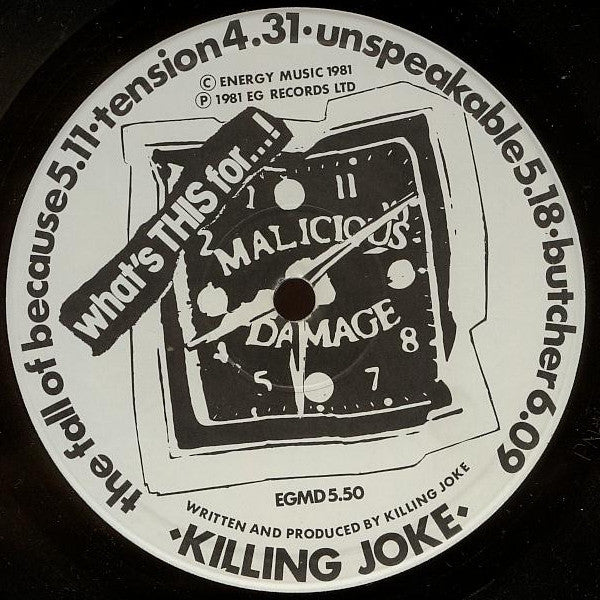 the fall of because 5.11 · tension 4.31 · unspeakable 5.18 · butcher 6.09
© ENERGY MUSIC 1981
℗ 1981 EG RECORDS LTD
what's THIS for...!
1 11
2
MALICIOUS
DAMAGE
8
5 7
EGMD 5.50
WRITTEN AND PRODUCED BY KILLING JOKE
·KILLING JOKE·